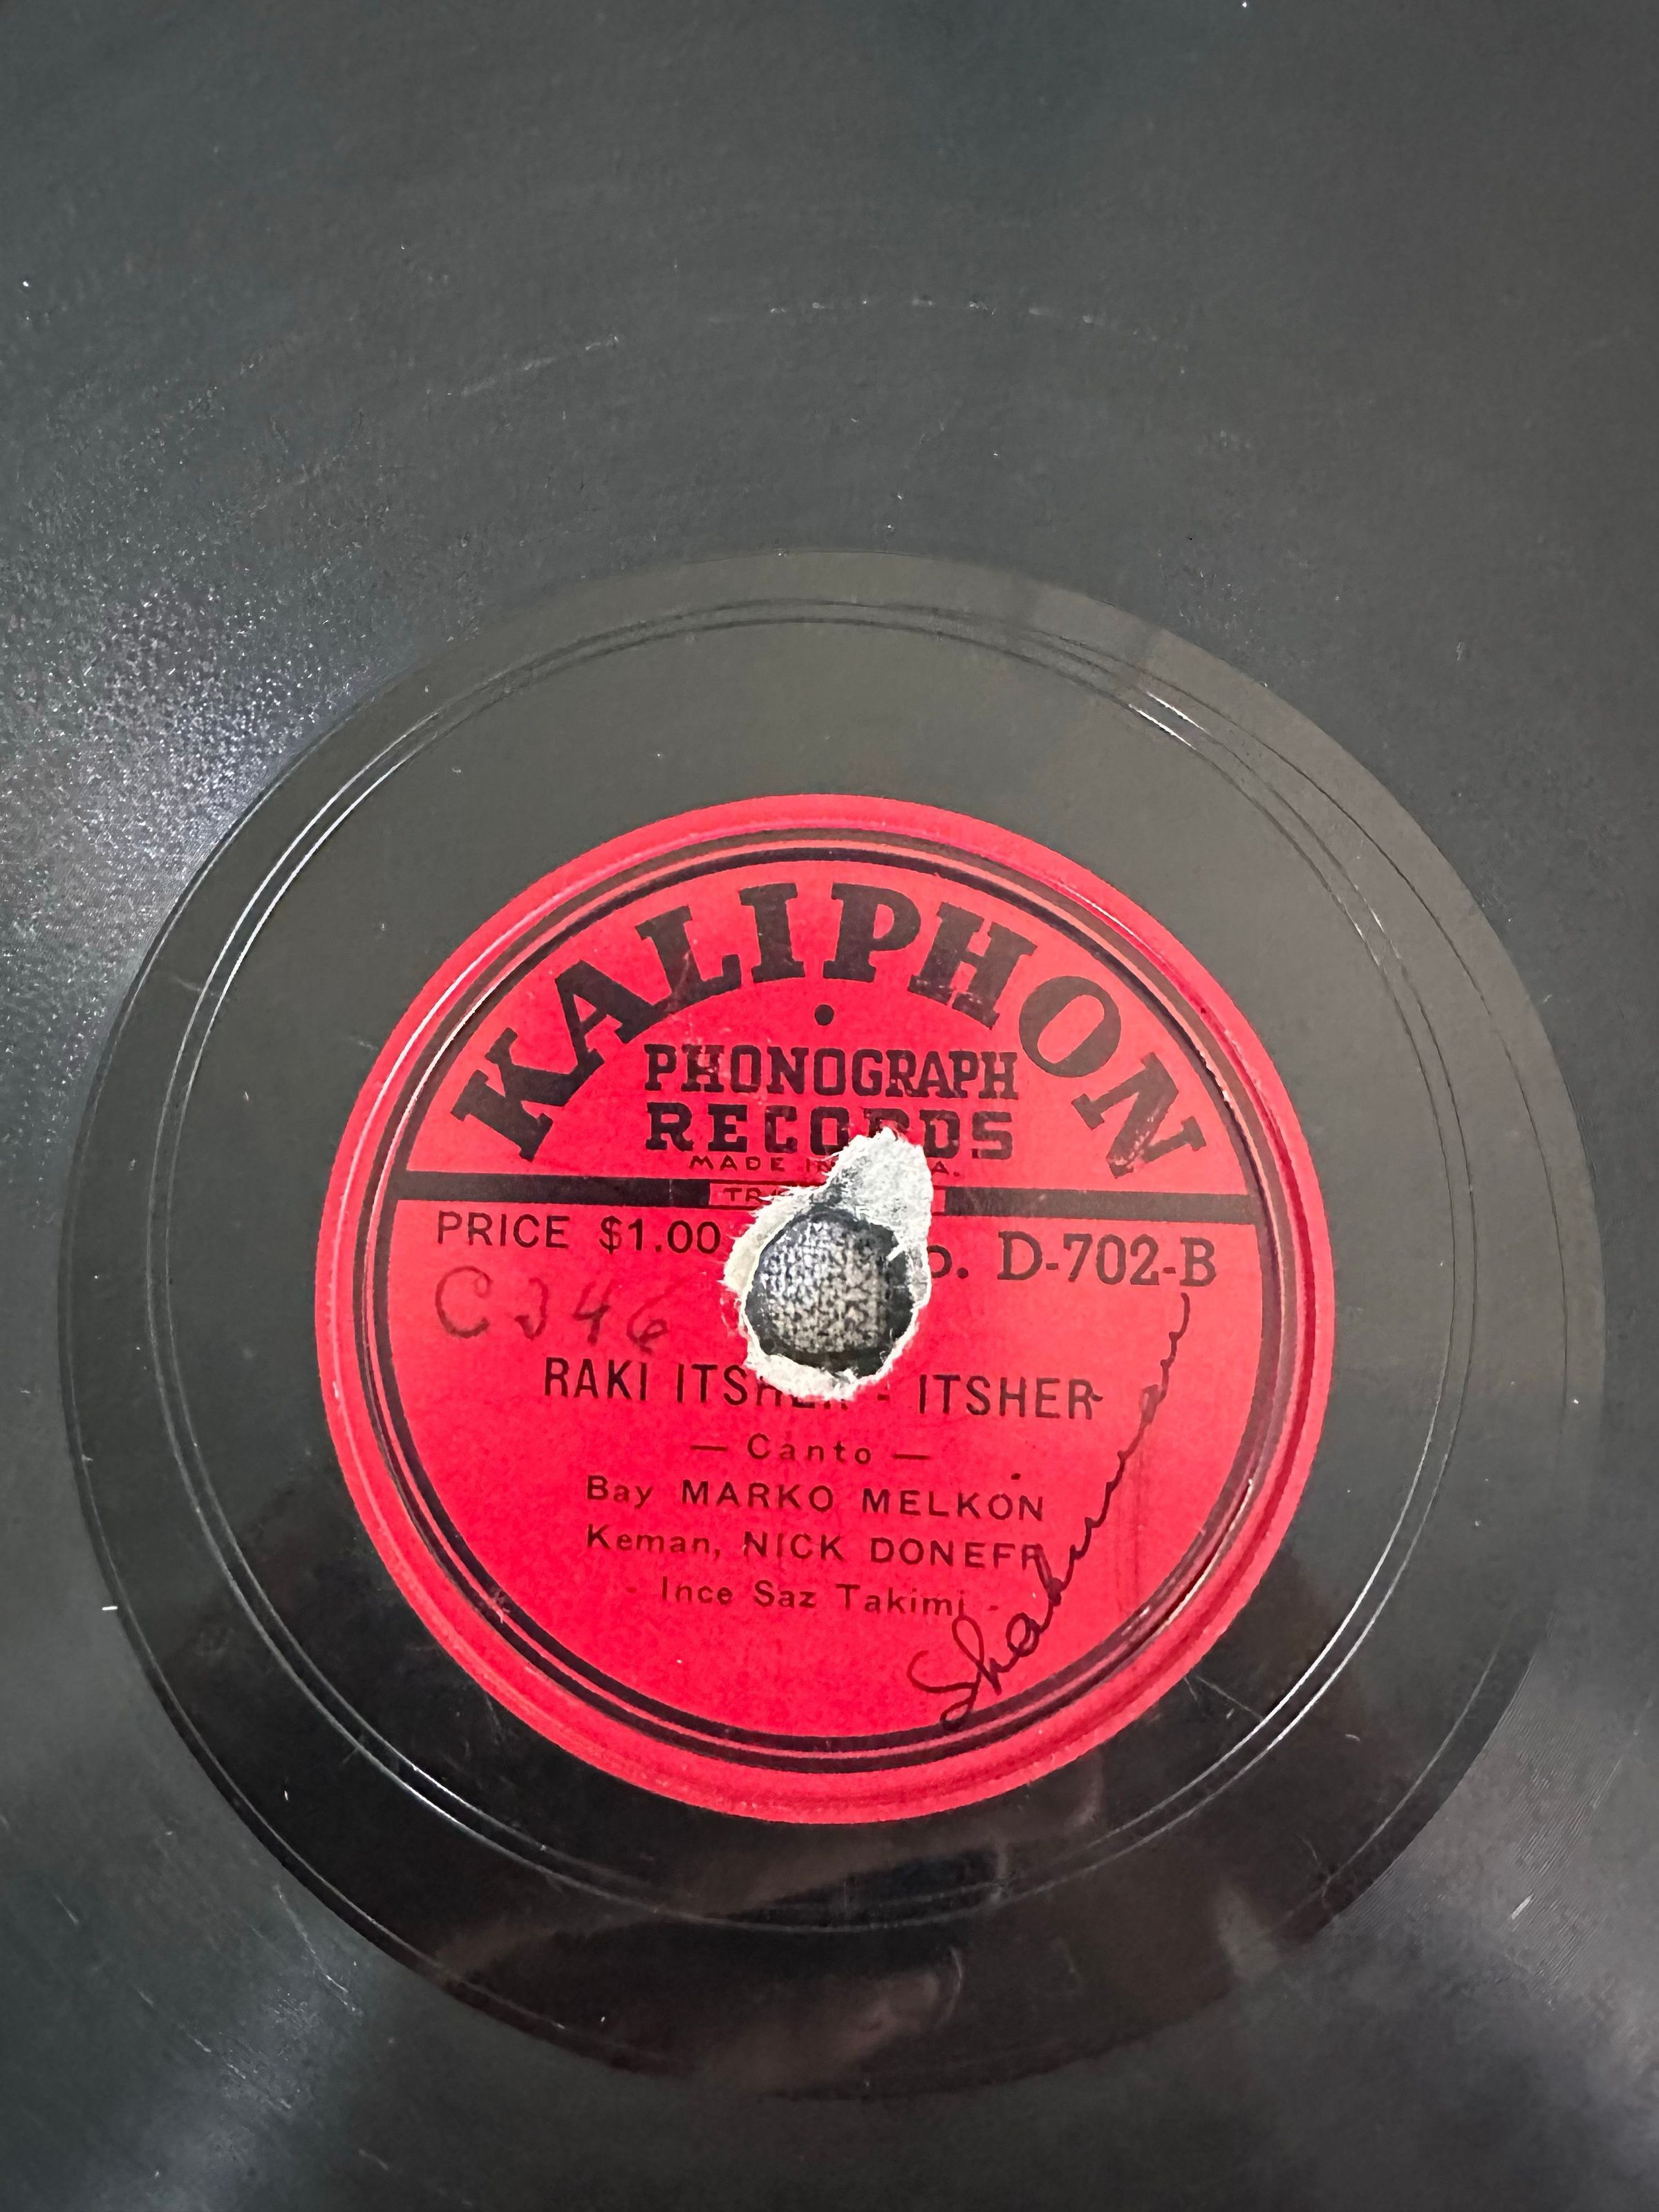 KALIPHON
PHONOGRAPH
RECORDS
MADE
PRICE $1.00 D-702-B
RAKI ITSHER - ITSHER
— Canto —
Bay MARKO MELKON
Keman, NICK DONEFF
- Ince Saz Takimi -